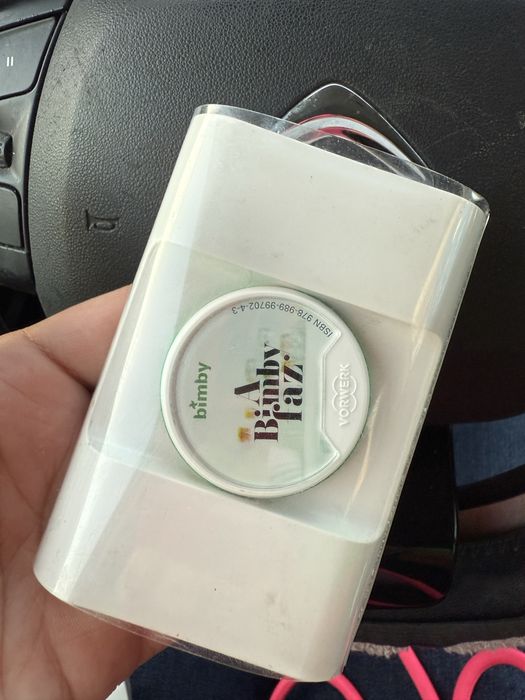 bimby
A
Bimby
faz.
ISBN 978-989-99702-4-3
VORWERK